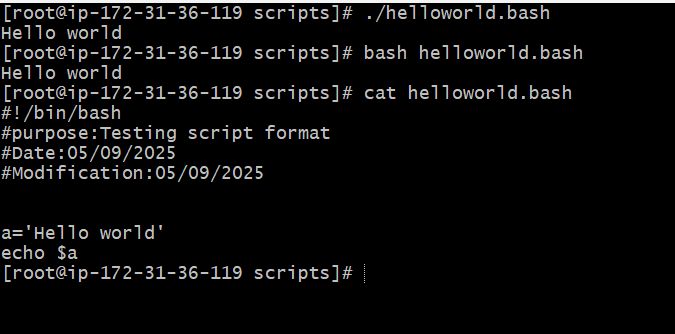 [root@ip-172-31-36-119 scripts]# ./helloworld.bash
Hello world
[root@ip-172-31-36-119 scripts]# bash helloworld.bash
Hello world
[root@ip-172-31-36-119 scripts]# cat helloworld.bash
#!/bin/bash
#purpose:Testing script format
#Date:05/09/2025
#Modification:05/09/2025
a='Hello world'
echo $a
[root@ip-172-31-36-119 scripts]#